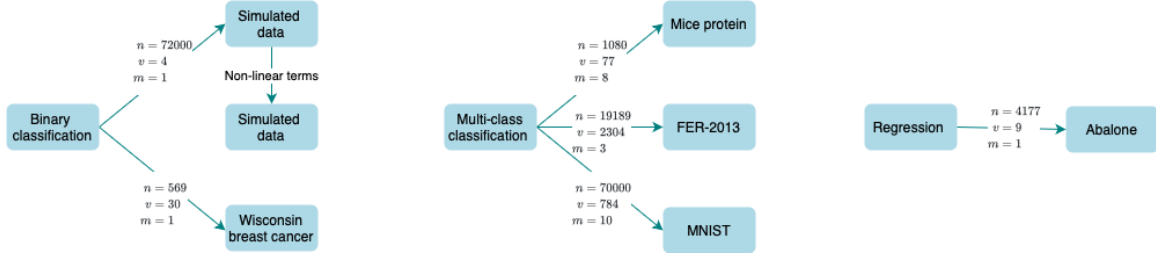 Binary
classification
n = 72000
v = 4
m = 1
Simulated
data
Non-linear terms
Simulated
data
n = 569
v = 30
m = 1
Wisconsin
breast cancer
Multi-class
classification
n = 1080
v = 77
m = 8
Mice protein
n = 19189
v = 2304
m = 3
FER-2013
n = 70000
v = 784
m = 10
MNIST
Regression
n = 4177
v = 9
m = 1
Abalone